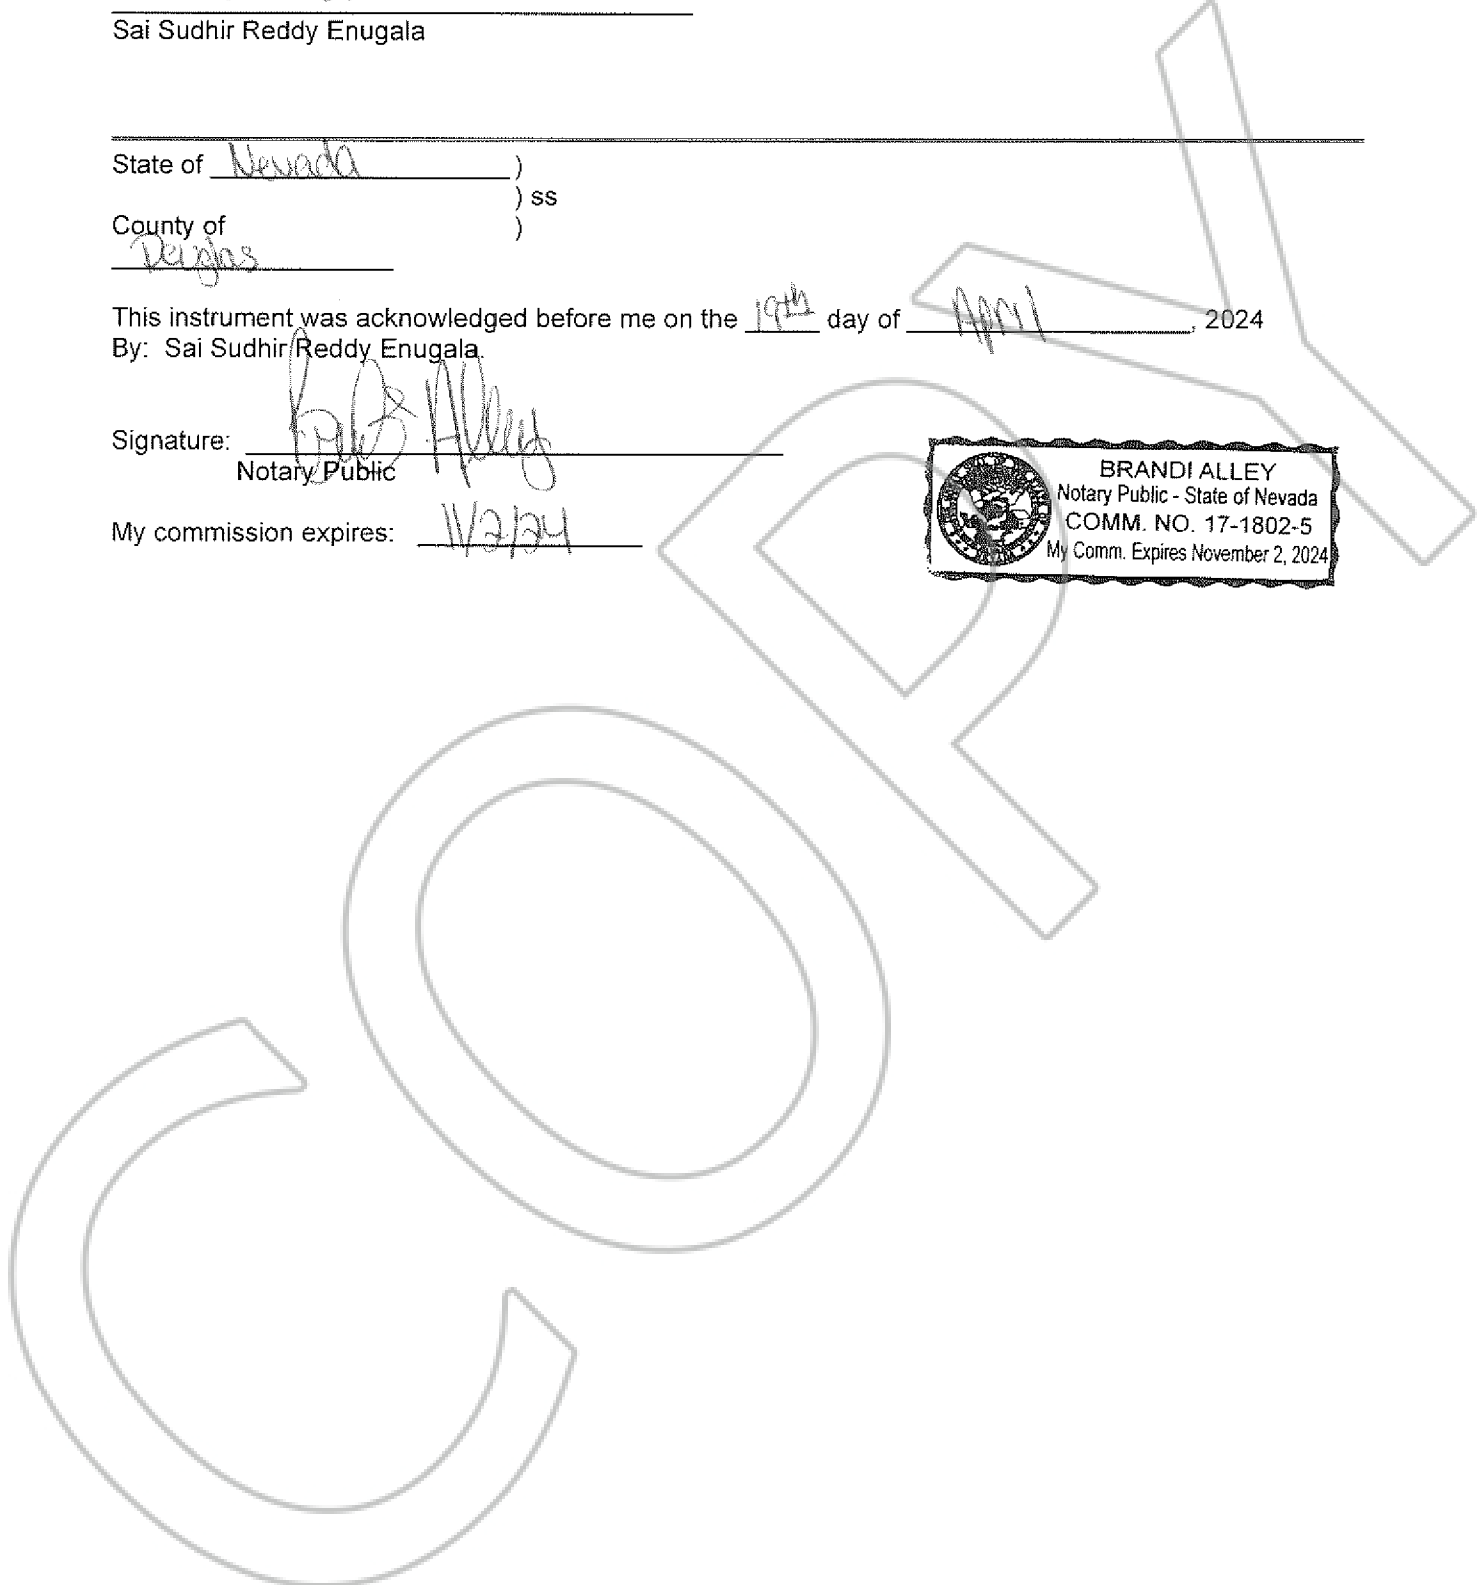 Sai Sudhir Reddy Enugala
State of Nevada )
) ss
County of )
Douglas
This instrument was acknowledged before me on the 19th day of April, 2024
By: Sai Sudhir Reddy Enugala.
Signature: Brandi Alley
Notary Public
My commission expires: 11/2/24
BRANDI ALLEY
Notary Public - State of Nevada
COMM. NO. 17-1802-5
My Comm. Expires November 2, 2024
COPY